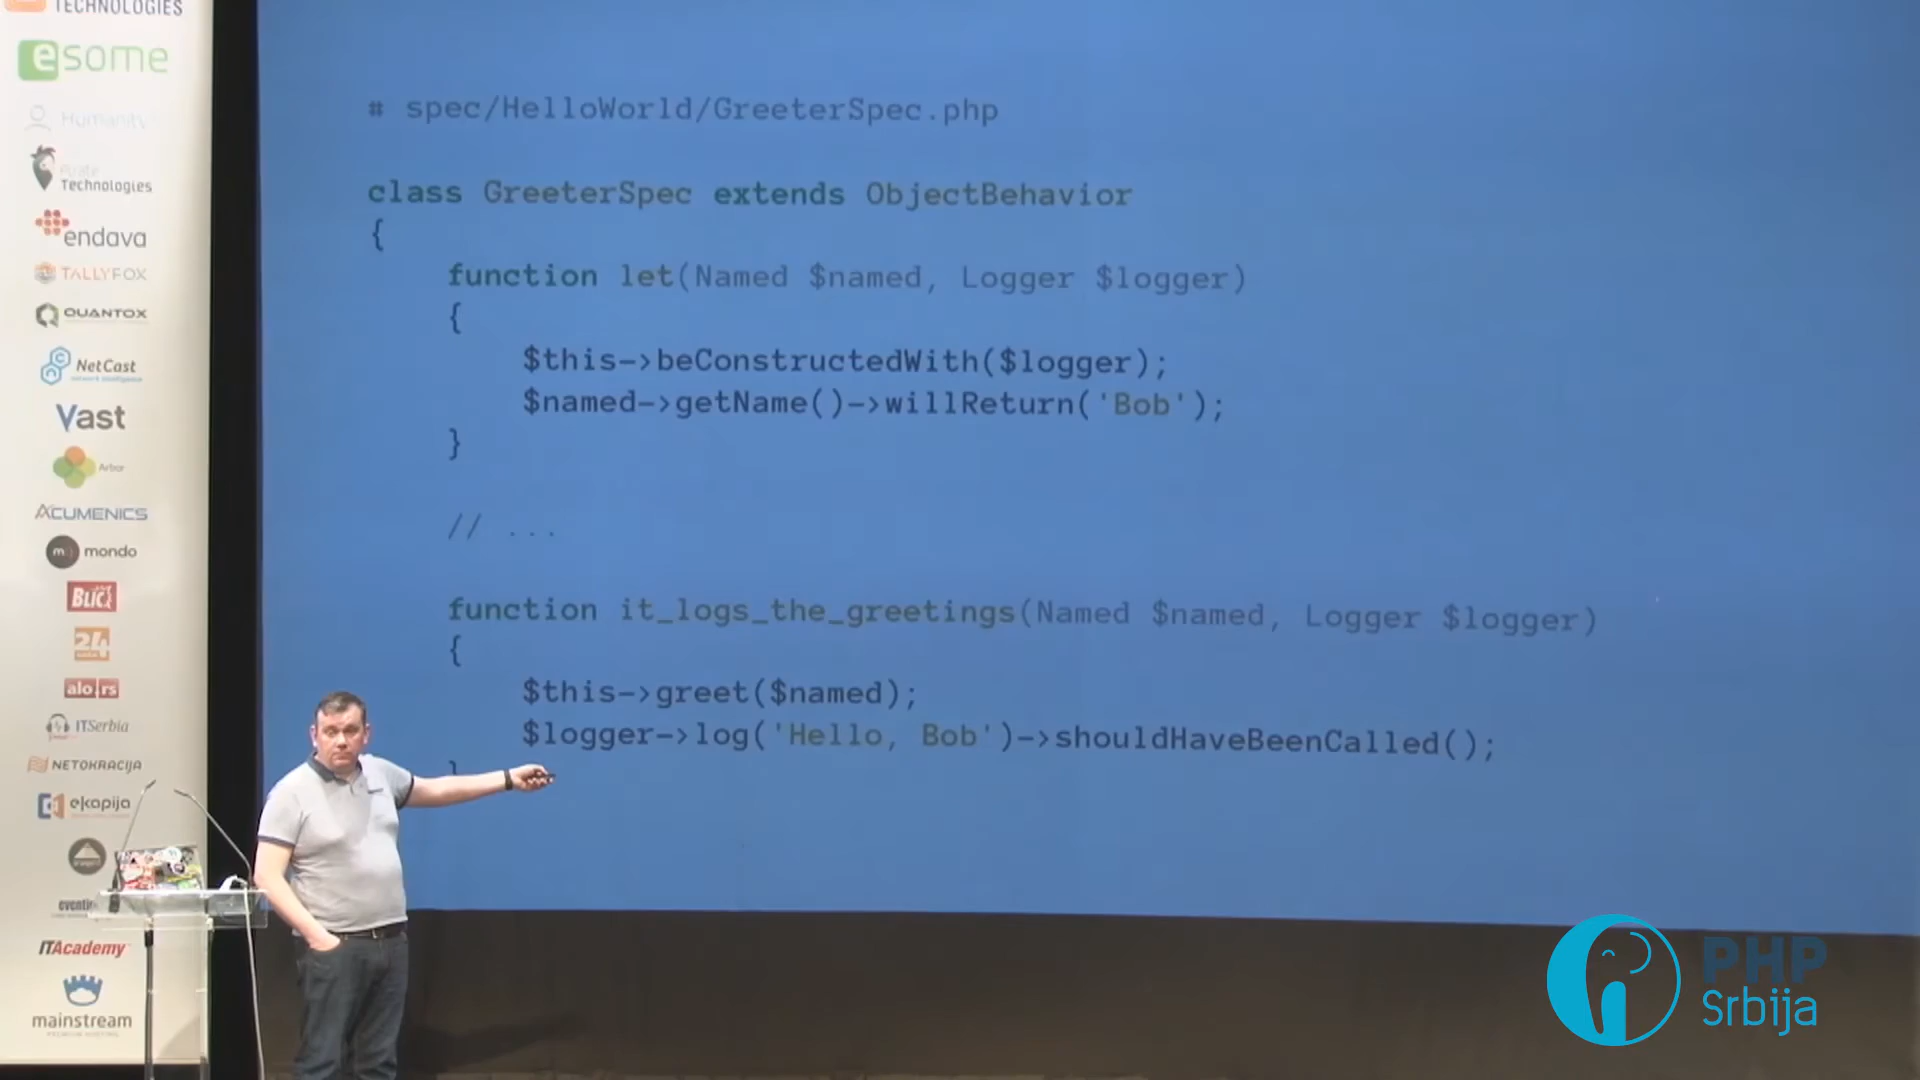 TECHNOLOGIES
esome
Humanity
Pirate
Technologies
endava
TALLYFOX
QUANTOX
NetCast
Vast
Arbor
ACUMENICS
m
mondo
BLIC
24
alo.rs
ITSerbia
NETOKRACIJA
ekapija
ITAcademy
mainstream
# spec/HelloWorld/GreeterSpec.php
class GreeterSpec extends ObjectBehavior
{
function let(Named $named, Logger $logger)
{
$this->beConstructedWith($logger);
$named->getName()->willReturn('Bob');
}
// ...
function it_logs_the_greetings(Named $named, Logger $logger)
{
$this->greet($named);
$logger->log('Hello, Bob')->shouldHaveBeenCalled();
}
PHP
Srbija